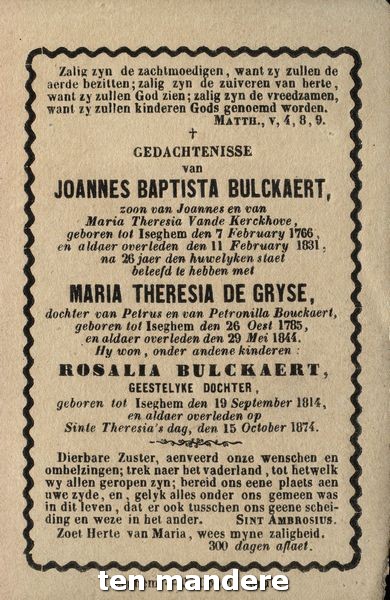 Zalig zyn de zachtmoedigen, want zy zullen de
aerde bezitten; zalig zyn de zuiveren van herte,
want zy zullen God zien; zalig zyn de vreedzamen,
want zy zullen kinderen Gods genoemd worden.
MATTH., V, 4, 8, 9.
†
GEDACHTENISSE
van
JOANNES BAPTISTA BULCKAERT,
zoon van Joannes en van
Maria Theresia Vande Kerckhove,
geboren tot Iseghem den 7 February 1766,
en aldaer overleden den 11 February 1831,
na 26 jaer den huwelyken staet
beleefd te hebben met
MARIA THERESIA DE GRYSE,
dochter van Petrus en van Petronilla Bouckaert,
geboren tot Iseghem den 26 Oest 1785,
en aldaer overleden den 29 Mei 1844.
Hy won, onder andene kinderen:
ROSALIA BULCKAERT,
GEESTELYKE DOCHTER,
geboren tot Iseghem den 19 September 1814,
en aldaer overleden op
Sinte Theresia's dag, den 15 October 1874.
Dierbare Zuster, aenveerd onze wenschen en
ombelzingen; trek naer het vaderland, tot hetwelk
wy allen geropen zyn; bereid ons eene plaets aen
uwe zyde, en, gelyk alles onder ons gemeen was
in dit leven, dat er ook tusschen ons geene schei-
ding en weze in het ander. SINT AMBROSIUS.
Zoet Herte van Maria, wees myne zaligheid.
300 dagen aflaet.
ten mandere